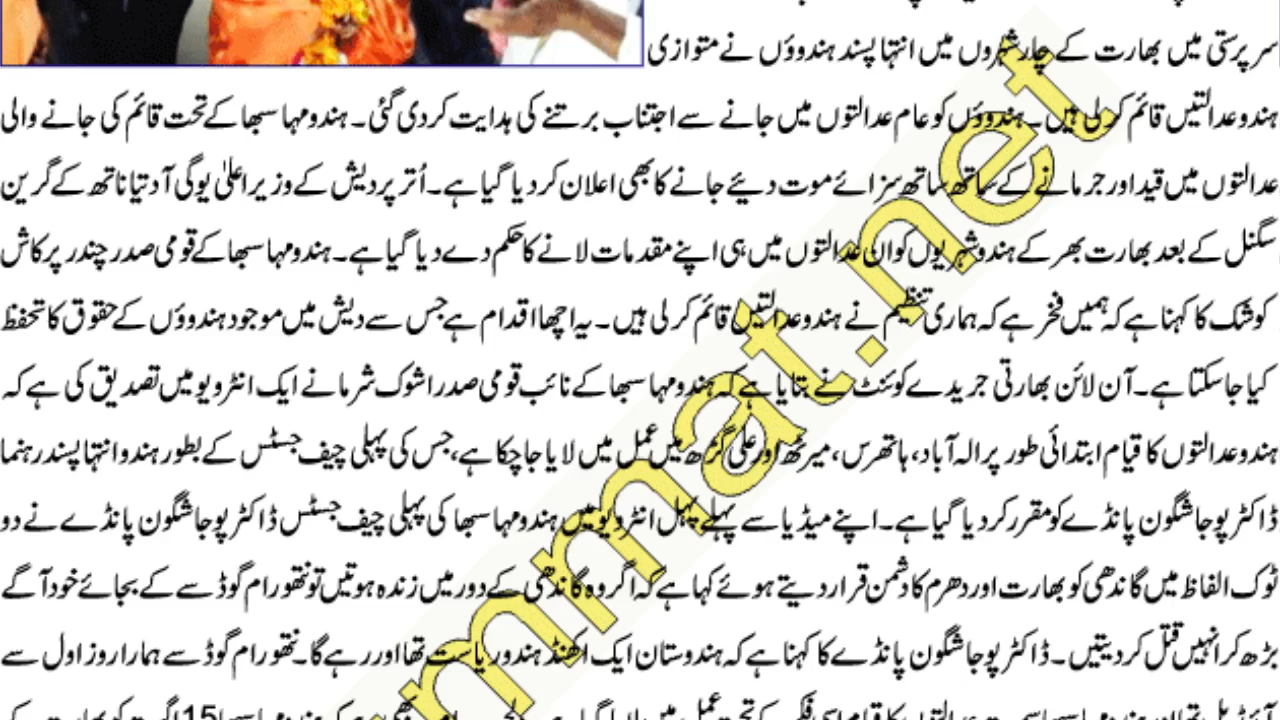 سرپرستی میں بھارت کے چار شہروں میں انتہا پسند ہندوؤں نے متوازی
ہندو عدالتیں قائم کرلی ہیں۔ ہندوؤں کو عام عدالتوں میں جانے سے اجتناب برتنے کی ہدایت کردی گئی۔ ہندو مہا سبھا کے تحت قائم کی جانے والی
عدالتوں میں قید اور جرمانے کے ساتھ ساتھ سزائے موت دیئے جانے کا بھی اعلان کردیا گیا ہے۔ اُتر پردیش کے وزیر اعلیٰ یوگی آدتیا ناتھ کے گرین
سگنل کے بعد بھارت بھر کے ہندو شہریوں کو ان عدالتوں میں ہی اپنے مقدمات لانے کا حکم دے دیا گیا ہے۔ ہندو مہا سبھا کے قومی صدر چندر پرکاش
کوشک کا کہنا ہے کہ ہمیں فخر ہے کہ ہماری تنظیم نے ہندو عدالتیں قائم کرلی ہیں۔ یہ اچھا اقدام ہے جس سے دیش میں موجود ہندوؤں کے حقوق کا تحفظ
کیا جاسکتا ہے۔ آن لائن بھارتی جریدے کوئنٹ نے بتایا ہے کہ ہندو مہا سبھا کے نائب قومی صدر اشوک شرما نے ایک انٹرویو میں تصدیق کی ہے کہ
ہندو عدالتوں کا قیام ابتدائی طور پر الہ آباد، ہاتھرس، میرٹھ اور علی گڑھ میں عمل میں لایا جاچکا ہے، جس کی پہلی چیف جسٹس کے بطور ہندو انتہا پسند رہنما
ڈاکٹر پوجا شگون پانڈے کو مقرر کردیا گیا ہے۔ اپنے میڈیا سے پہلے پہل انٹرویو میں ہندو مہا سبھا کی پہلی چیف جسٹس ڈاکٹر پوجا شگون پانڈے نے دو
ٹوک الفاظ میں گاندھی کو بھارت اور دھرم کا دشمن قرار دیتے ہوئے کہا ہے کہ اگر وہ گاندھی کے دور میں زندہ ہوتیں تو نتھو رام گوڈسے کے بجائے خود آگے
بڑھ کر انہیں قتل کر دیتیں۔ ڈاکٹر پوجا شگون پانڈے کا کہنا ہے کہ ہندوستان ایک اکھنڈ ہندو ریاست تھا اور رہے گا۔ نتھو رام گوڈسے ہمارا روز اول سے
mmat.net